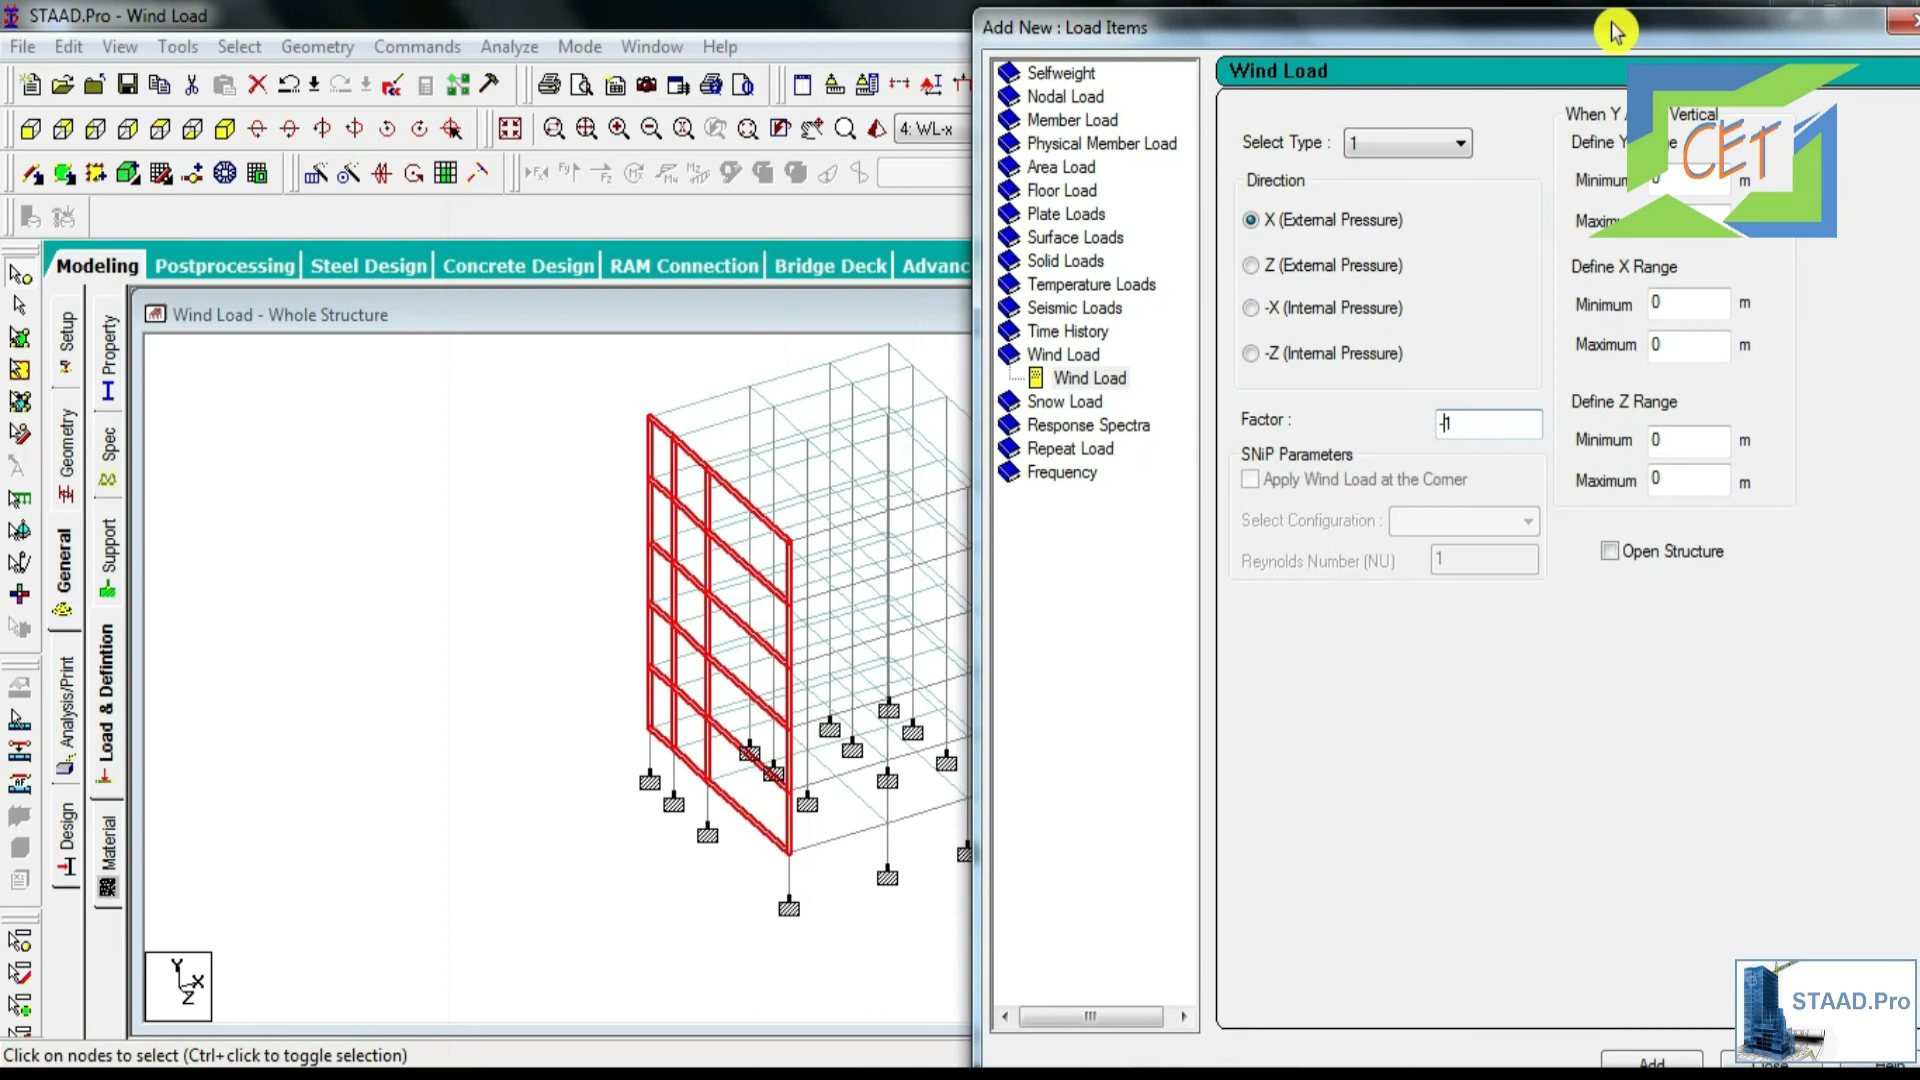 STAAD.Pro - Wind Load
File Edit View Tools Select Geometry Commands Analyze Mode Window Help
4: WL-x
Modeling Postprocessing Steel Design Concrete Design RAM Connection Bridge Deck Advanc
Setup
Geometry
General
Analysis/Print
Design
Property
Spec
Support
Load & Definition
Material
Wind Load - Whole Structure
Y
X
Z
Click on nodes to select (Ctrl+click to toggle selection)
Add New : Load Items
Selfweight
Nodal Load
Member Load
Physical Member Load
Area Load
Floor Load
Plate Loads
Surface Loads
Solid Loads
Temperature Loads
Seismic Loads
Time History
Wind Load
Wind Load
Snow Load
Response Spectra
Repeat Load
Frequency
Wind Load
Select Type : 1
Direction
X (External Pressure)
Z (External Pressure)
-X (Internal Pressure)
-Z (Internal Pressure)
Factor : -1
SNiP Parameters
Apply Wind Load at the Corner
Select Configuration :
Reynolds Number (NU) 1
When Y Vertical
Define Y
Minimum 0 m
Define X Range
Minimum 0 m
Maximum 0 m
Define Z Range
Minimum 0 m
Maximum 0 m
Open Structure
Add Close Help
CET
STAAD.Pro